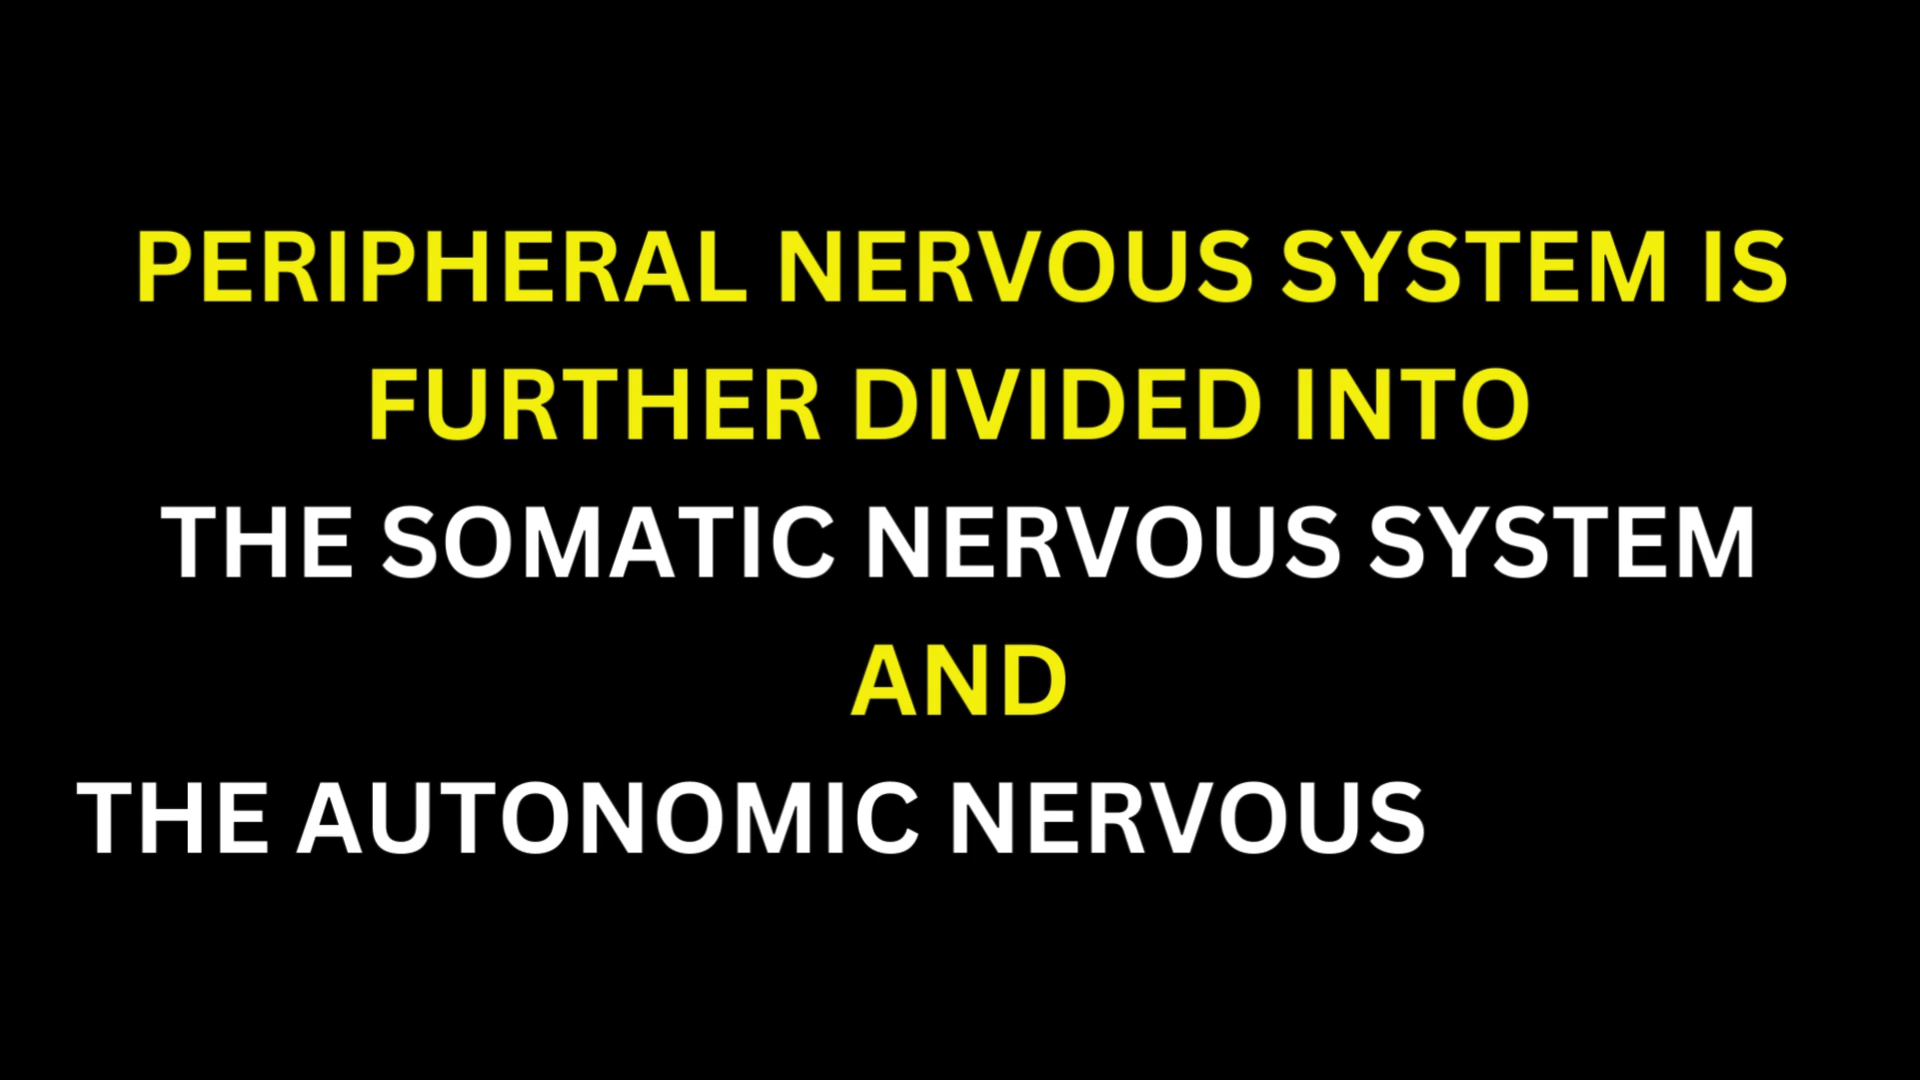 PERIPHERAL NERVOUS SYSTEM IS
FURTHER DIVIDED INTO
THE SOMATIC NERVOUS SYSTEM
AND
THE AUTONOMIC NERVOUS